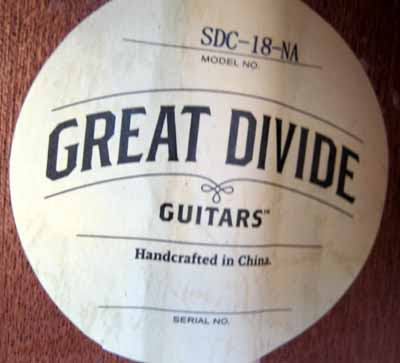 SDC-18-NA
MODEL NO.
GREAT DIVIDE
GUITARS™
Handcrafted in China.
SERIAL NO.